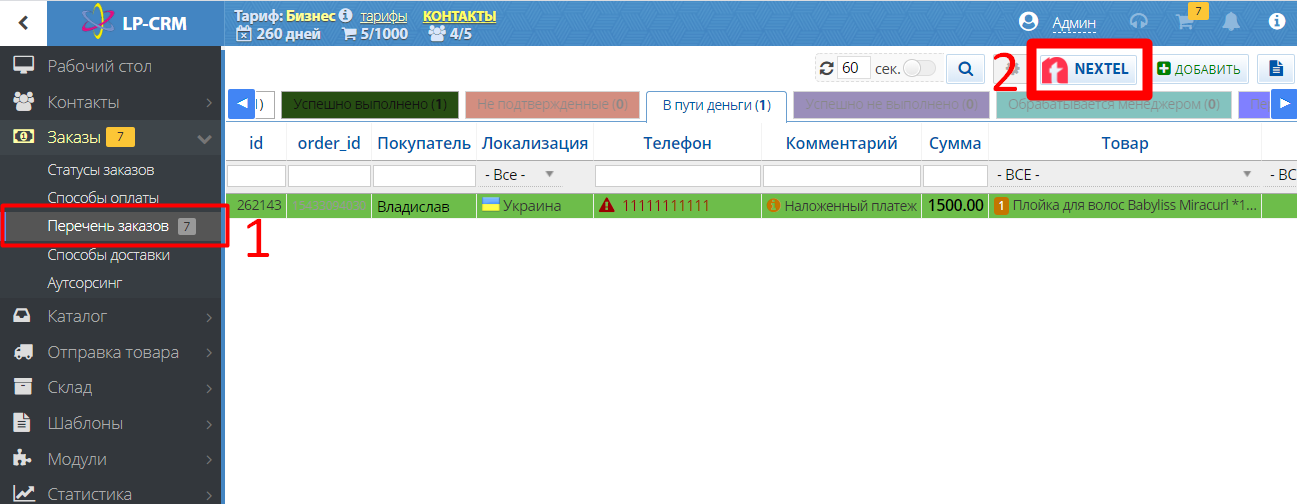 LP-CRM
Тариф: Бизнес тарифы КОНТАКТЫ
260 дней 5/1000 4/5
Админ
7
Рабочий стол
Контакты
Заказы 7
Статусы заказов
Способы оплаты
Перечень заказов 7
Способы доставки
Аутсорсинг
Каталог
Отправка товара
Склад
Шаблоны
Модули
Статистика
1
60 сек.
2
NEXTEL
ДОБАВИТЬ
1) Успешно выполнено (1) Не подтвержденные (0) В пути деньги (1) Успешно не выполнено (0) Обрабатывается менеджером (0)
id order_id Покупатель Локализация Телефон Комментарий Сумма Товар
- Все - - ВСЕ - - ВС
262143 Владислав Украина 11111111111 Наложенный платеж 1500.00 1 Плойка для волос Babyliss Miracurl *1...